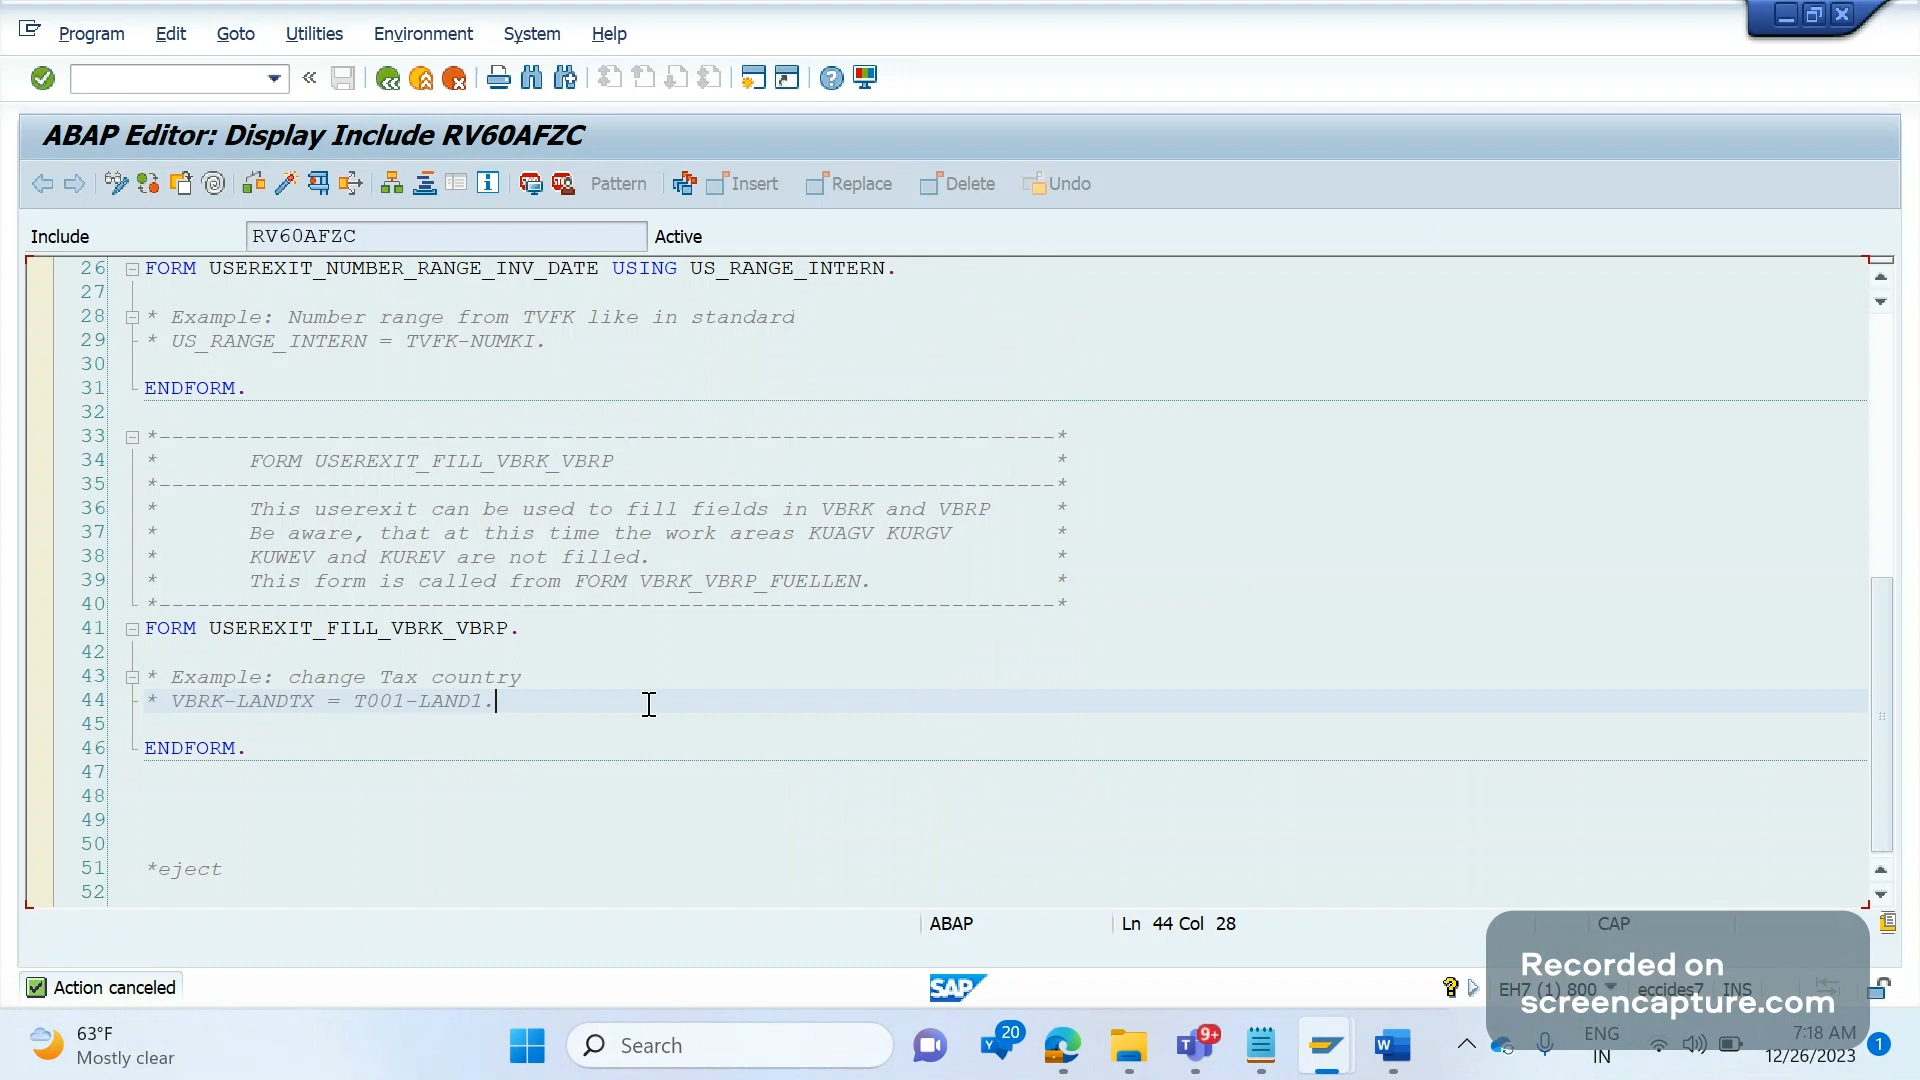 Program Edit Goto Utilities Environment System Help
ABAP Editor: Display Include RV60AFZC
Pattern Insert Replace Delete Undo
Include RV60AFZC Active
26 FORM USEREXIT_NUMBER_RANGE_INV_DATE USING US_RANGE_INTERN.
27
28 * Example: Number range from TVFK like in standard
29 * US_RANGE_INTERN = TVFK-NUMKI.
30
31 ENDFORM.
32
33 *---------------------------------------------------------------------*
34 * FORM USEREXIT_FILL_VBRK_VBRP *
35 *---------------------------------------------------------------------*
36 * This userexit can be used to fill fields in VBRK and VBRP *
37 * Be aware, that at this time the work areas KUAGV KURGV *
38 * KUWEV and KUREV are not filled. *
39 * This form is called from FORM VBRK_VBRP_FUELLEN. *
40 *---------------------------------------------------------------------*
41 FORM USEREXIT_FILL_VBRK_VBRP.
42
43 * Example: change Tax country
44 * VBRK-LANDTX = T001-LAND1.
45
46 ENDFORM.
47
48
49
50
51 *eject
52
ABAP Ln 44 Col 28 CAP
Action canceled SAP EH7 (1) 800 eccides7 INS
Recorded on
screencapture.com
63°F
Mostly clear
Search
20
9+
ENG
IN
7:18 AM
12/26/2023
1